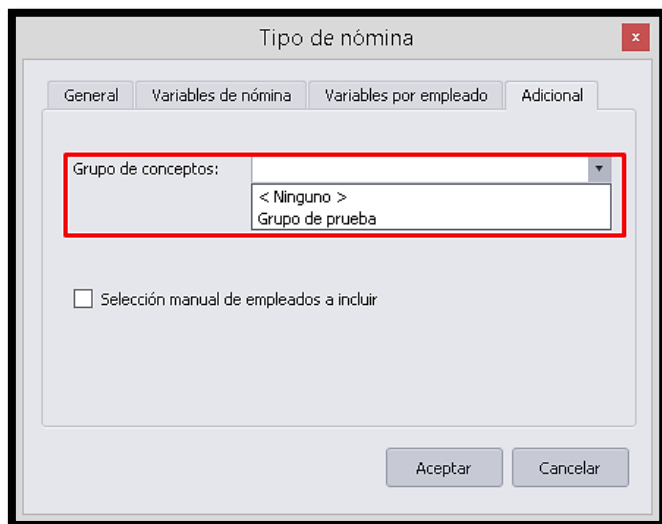 Tipo de nómina
x
General Variables de nómina Variables por empleado Adicional
Grupo de conceptos:
< Ninguno >
Grupo de prueba
Selección manual de empleados a incluir
Aceptar Cancelar